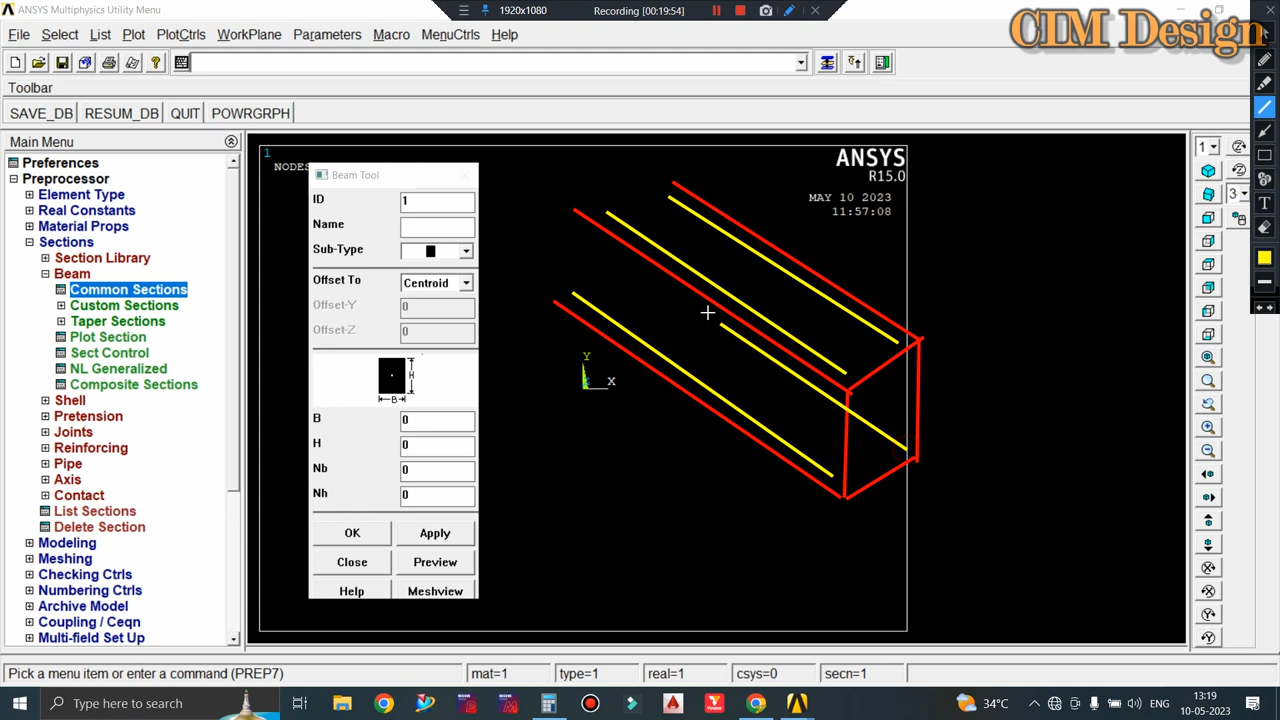 ANSYS Multiphysics Utility Menu
1920x1080
Recording [00:19:54]
CIM Design
File Select List Plot PlotCtrls WorkPlane Parameters Macro MenuCtrls Help
Toolbar
SAVE_DB RESUM_DB QUIT POWRGRPH
Main Menu
Preferences
Preprocessor
Element Type
Real Constants
Material Props
Sections
Section Library
Beam
Common Sections
Custom Sections
Taper Sections
Plot Section
Sect Control
NL Generalized
Composite Sections
Shell
Pretension
Joints
Reinforcing
Pipe
Axis
Contact
List Sections
Delete Section
Modeling
Meshing
Checking Ctrls
Numbering Ctrls
Archive Model
Coupling / Ceqn
Multi-field Set Up
1
NODES
Beam Tool
ID 1
Name
Sub-Type
Offset To Centroid
Offset-Y 0
Offset-Z 0
H
B
B 0
H 0
Nb 0
Nh 0
OK Apply
Close Preview
Help Meshview
ANSYS
R15.0
MAY 10 2023
11:57:08
Y
X
1
3
Pick a menu item or enter a command (PREP7)
mat=1 type=1 real=1 csys=0 secn=1
Type here to search
34°C
ENG
13:19
10-05-2023